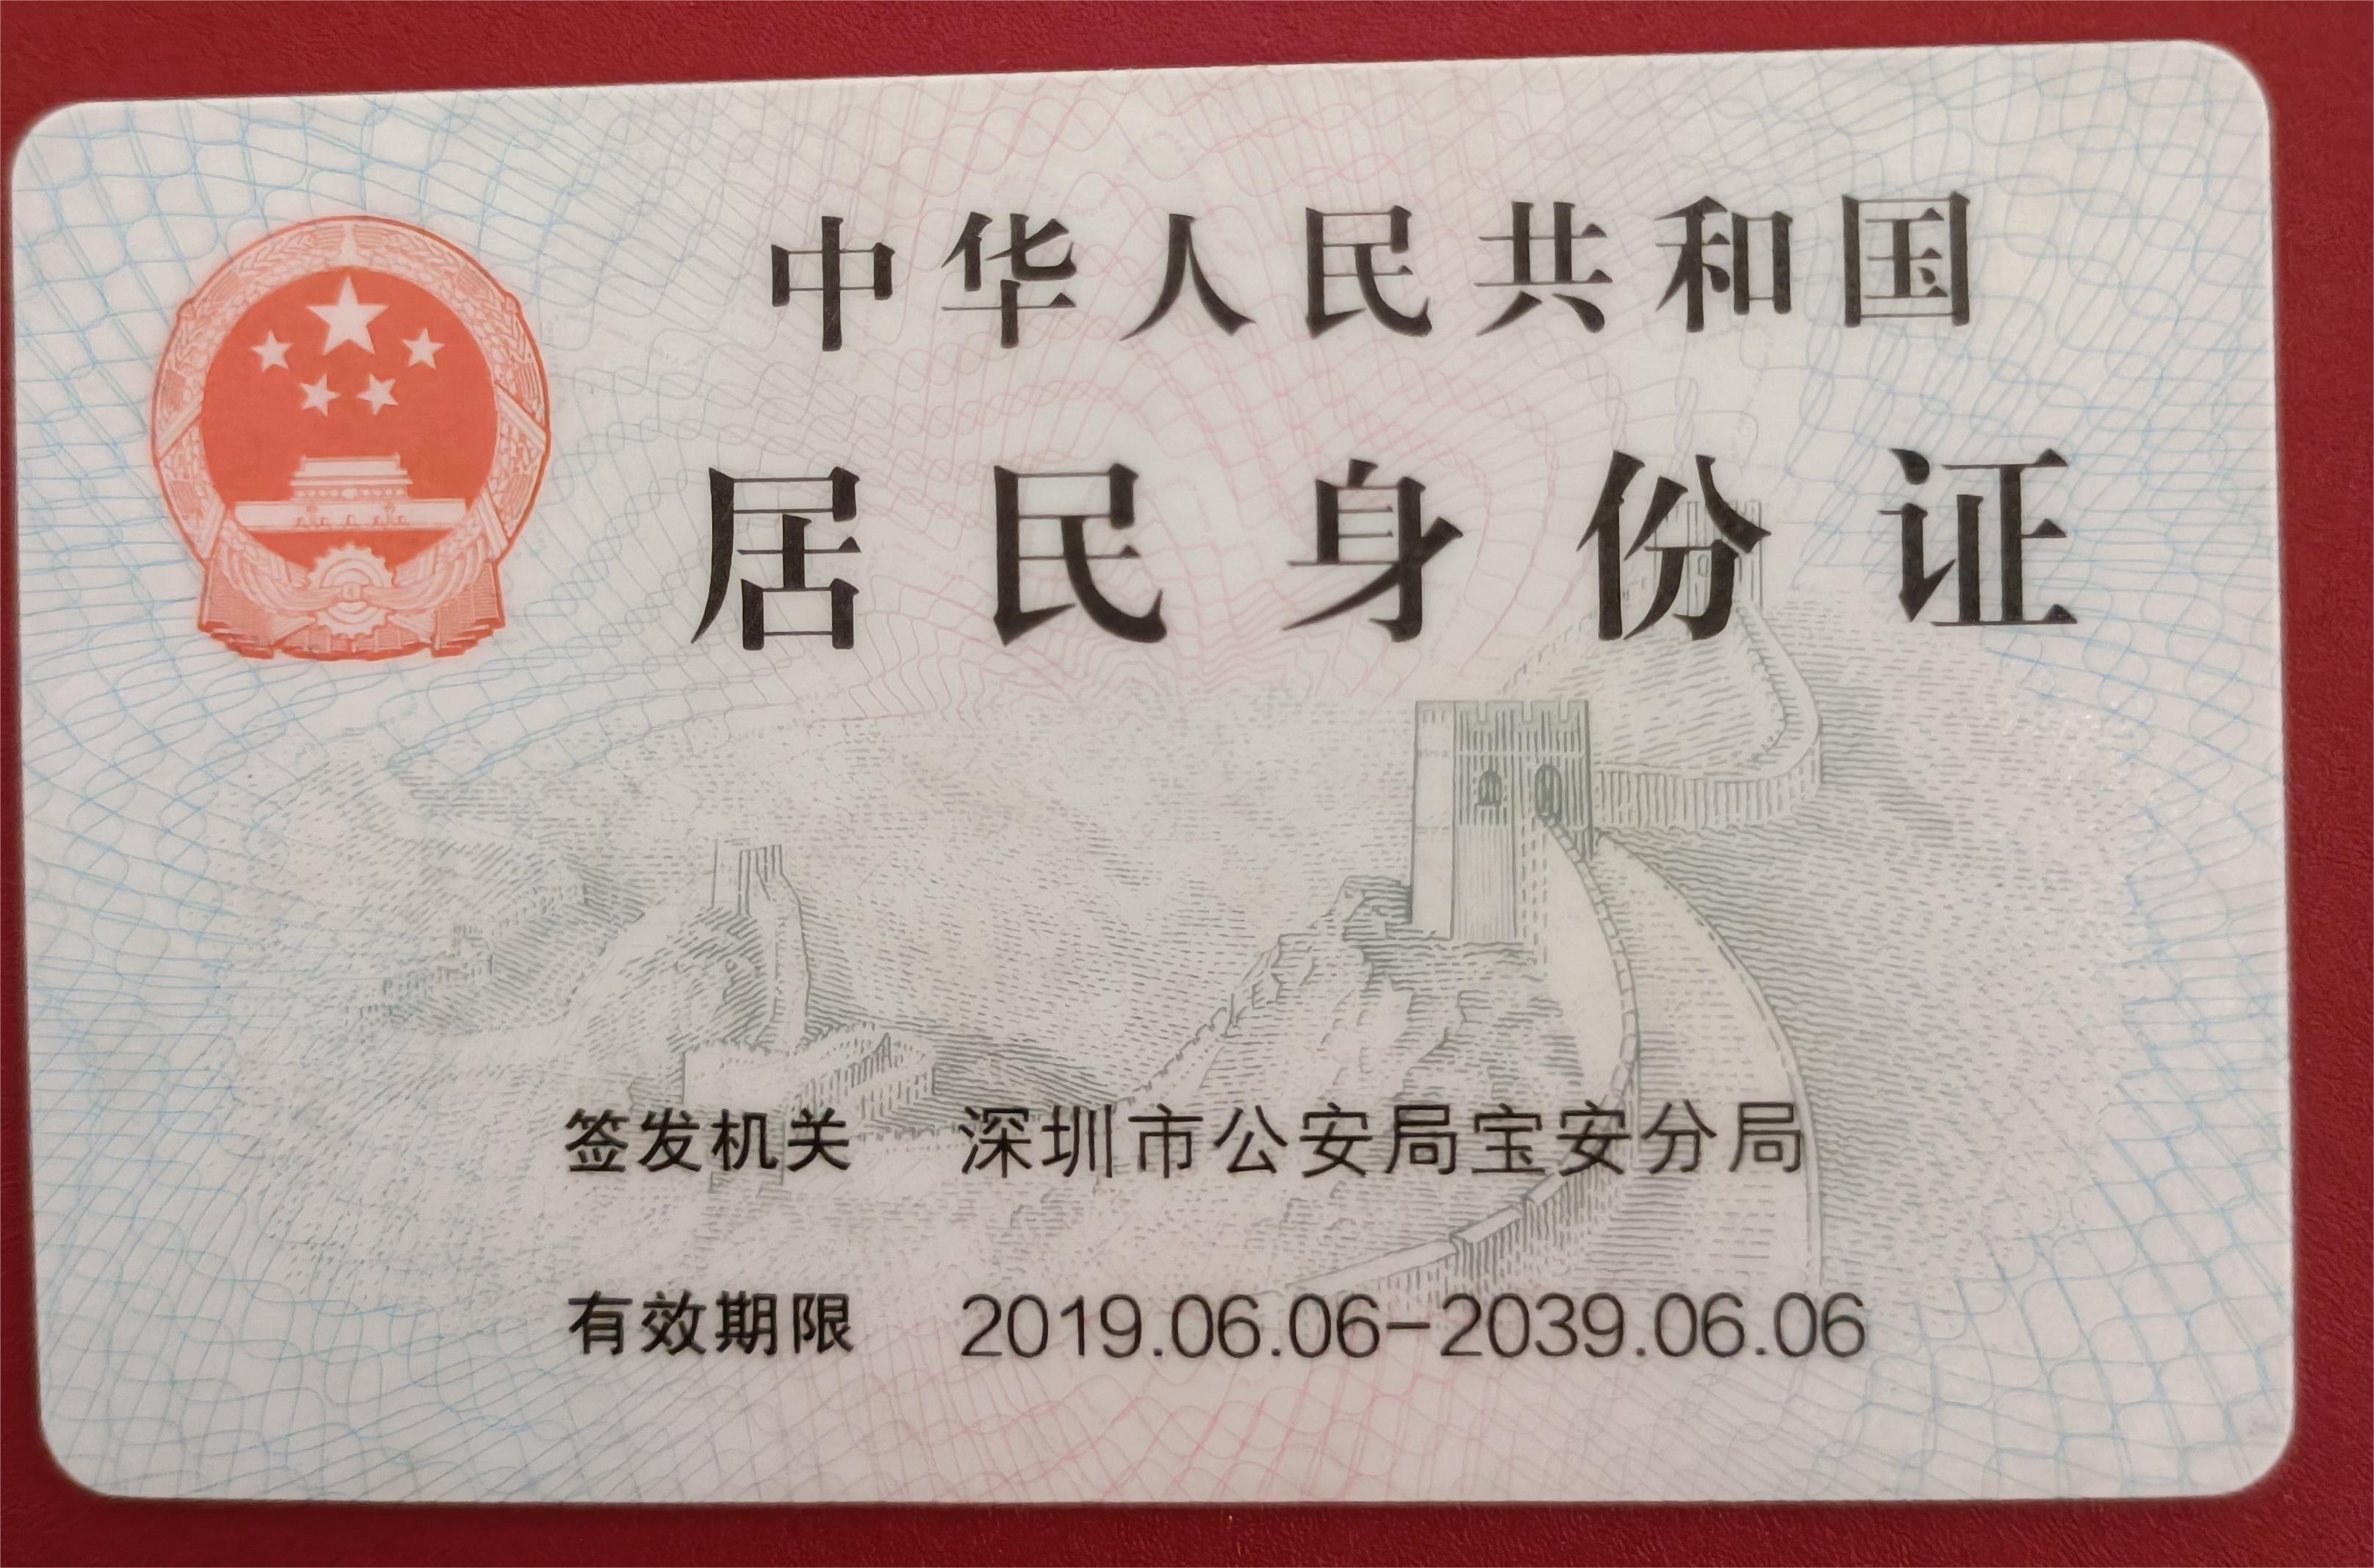 中华人民共和国
居民身份证
签发机关 深圳市公安局宝安分局
有效期限 2019.06.06-2039.06.06